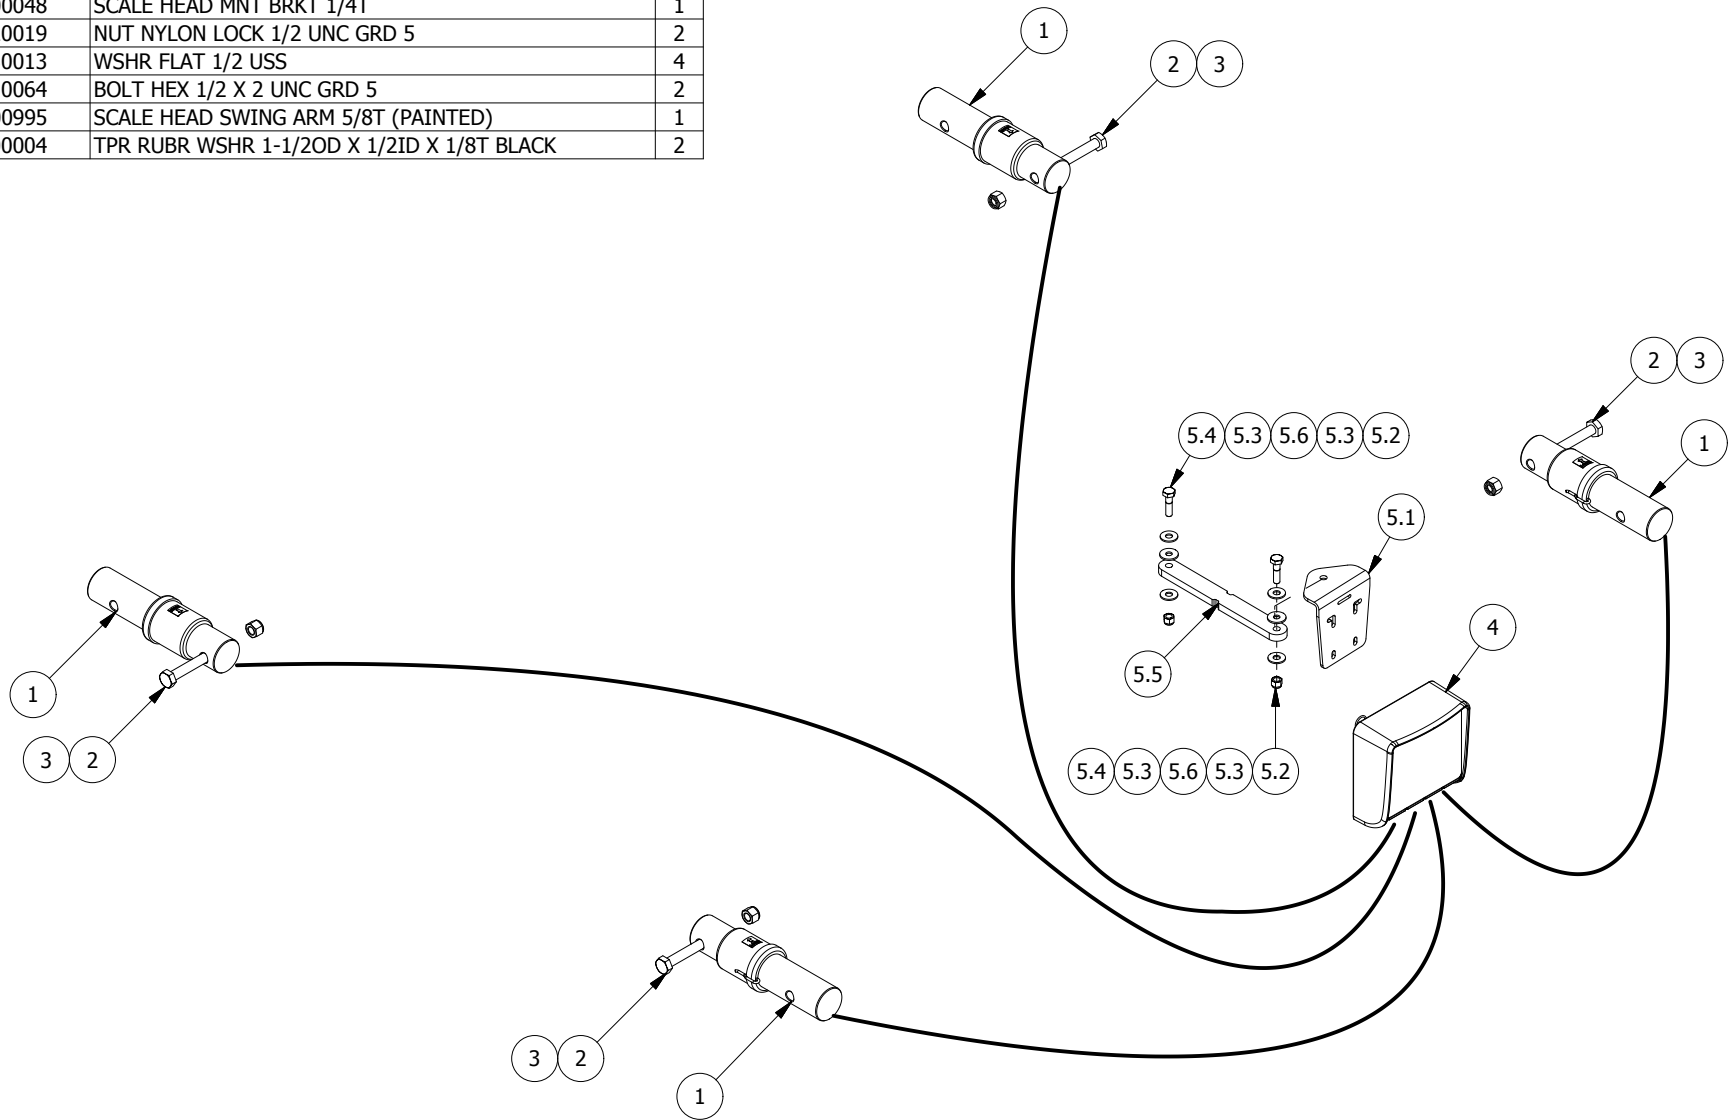 00048 SCALE HEAD MNT BRKT 1/4T 1
0019 NUT NYLON LOCK 1/2 UNC GRD 5 2
0013 WSHR FLAT 1/2 USS 4
0064 BOLT HEX 1/2 X 2 UNC GRD 5 2
00995 SCALE HEAD SWING ARM 5/8T (PAINTED) 1
00004 TPR RUBR WSHR 1-1/2OD X 1/2ID X 1/8T BLACK 2
1
2 3
2 3
1
5.4 5.3 5.6 5.3 5.2
5.1
4
5.5
1
3 2
5.4 5.3 5.6 5.3 5.2
3 2
1